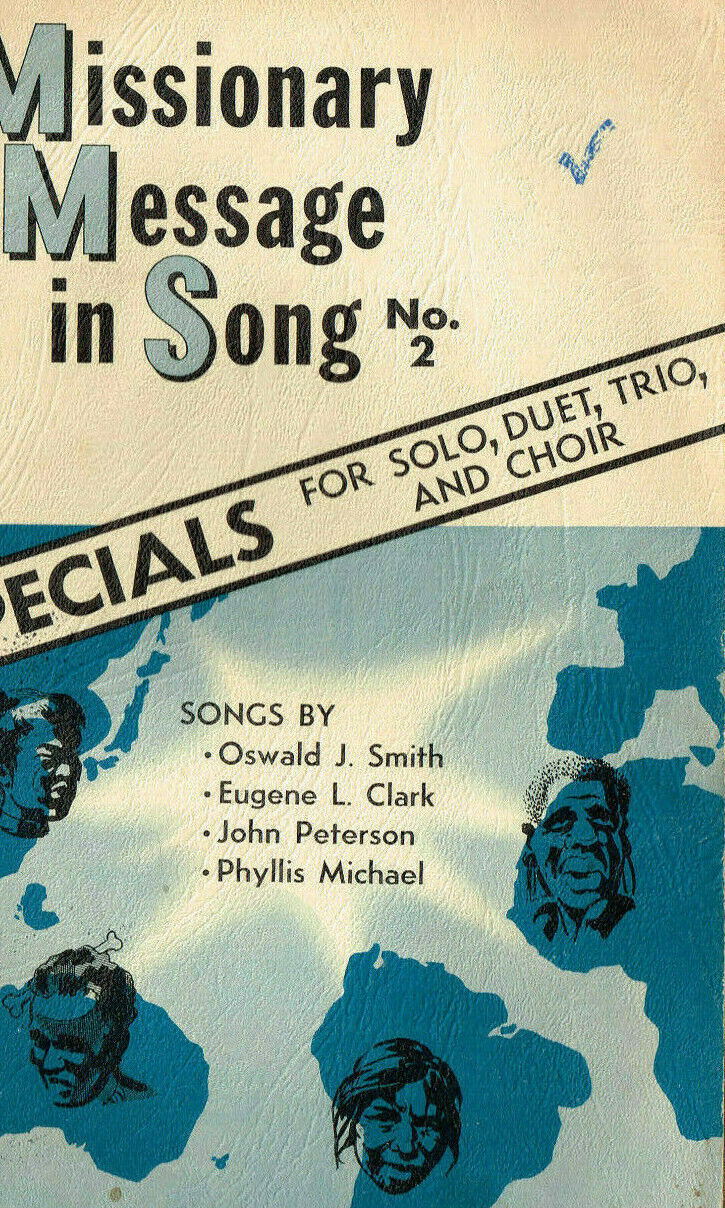 Missionary
Message
in Song No. 2
PECIALS FOR SOLO, DUET, TRIO,
AND CHOIR
SONGS BY
• Oswald J. Smith
• Eugene L. Clark
• John Peterson
• Phyllis Michael